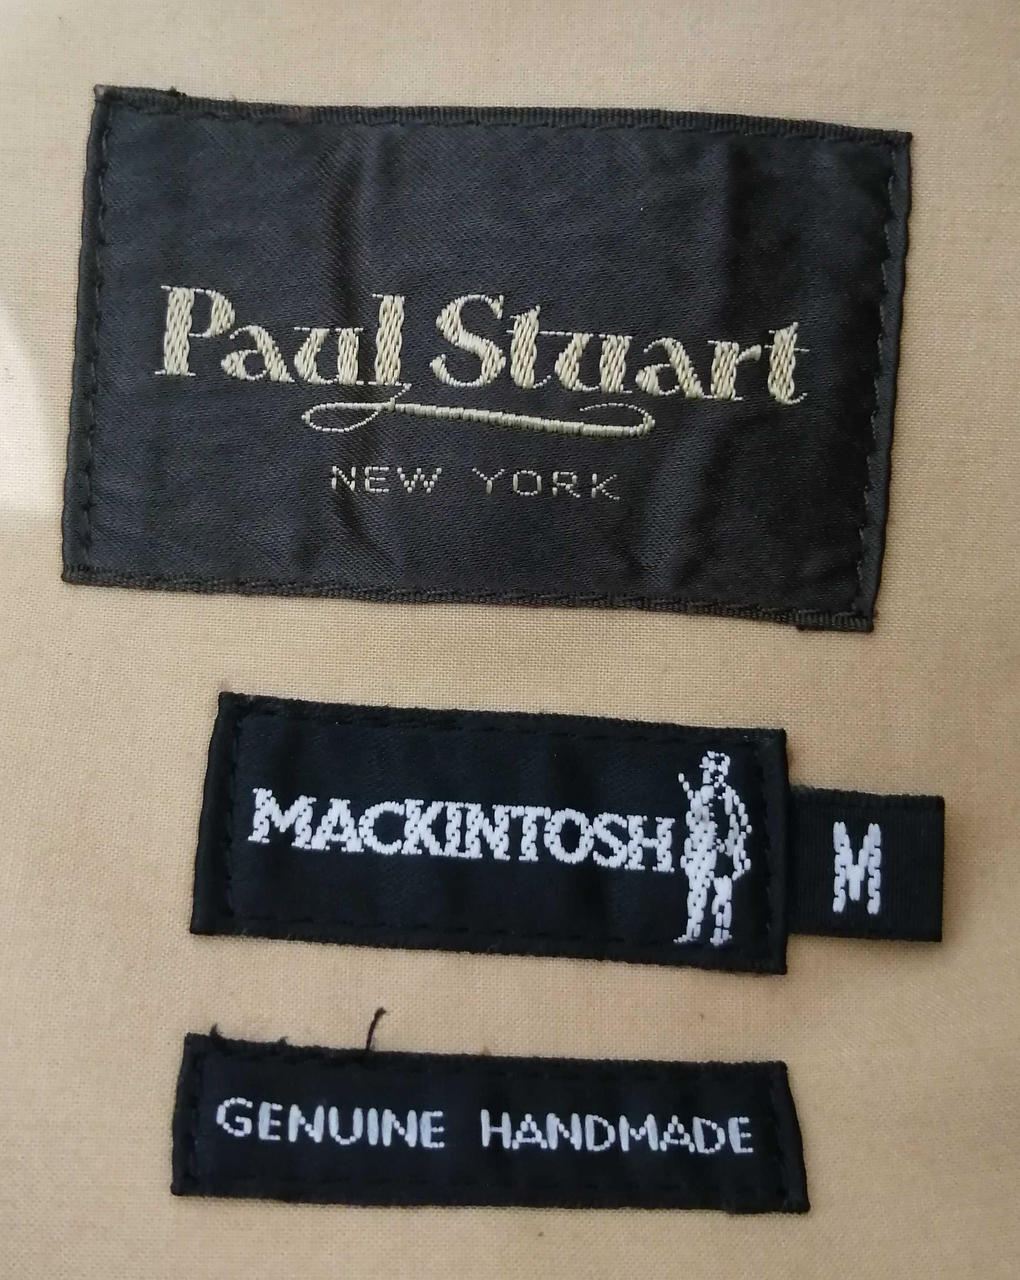 Paul Stuart
NEW YORK
MACKINTOSH
M
GENUINE HANDMADE